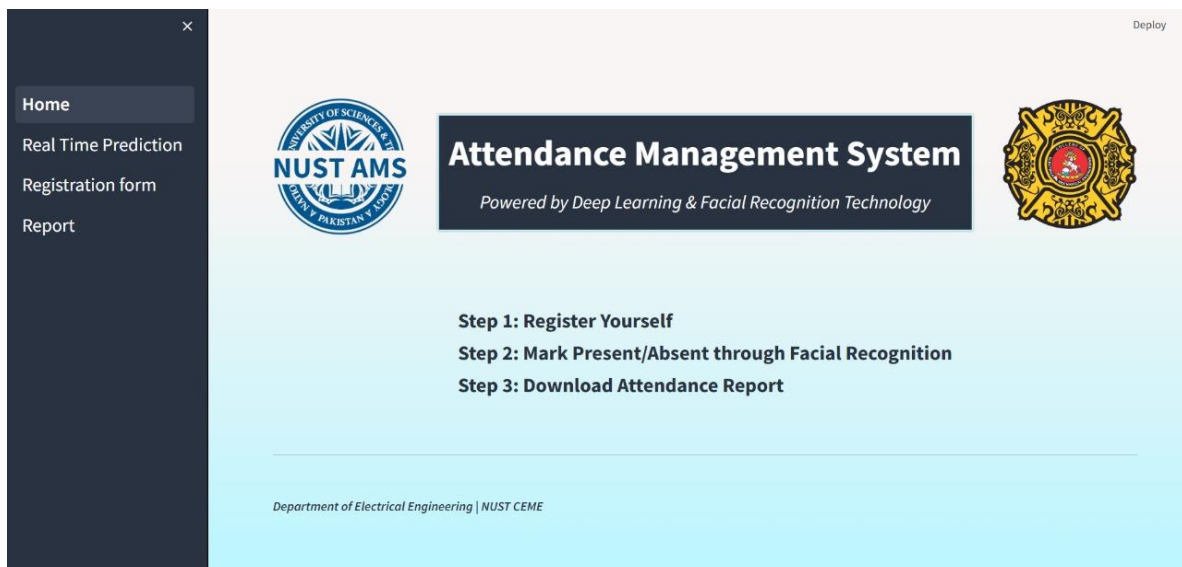 ×
Deploy
Home
Real Time Prediction
Registration form
Report
NUST AMS
Attendance Management System
Powered by Deep Learning & Facial Recognition Technology
Step 1: Register Yourself
Step 2: Mark Present/Absent through Facial Recognition
Step 3: Download Attendance Report
Department of Electrical Engineering | NUST CEME